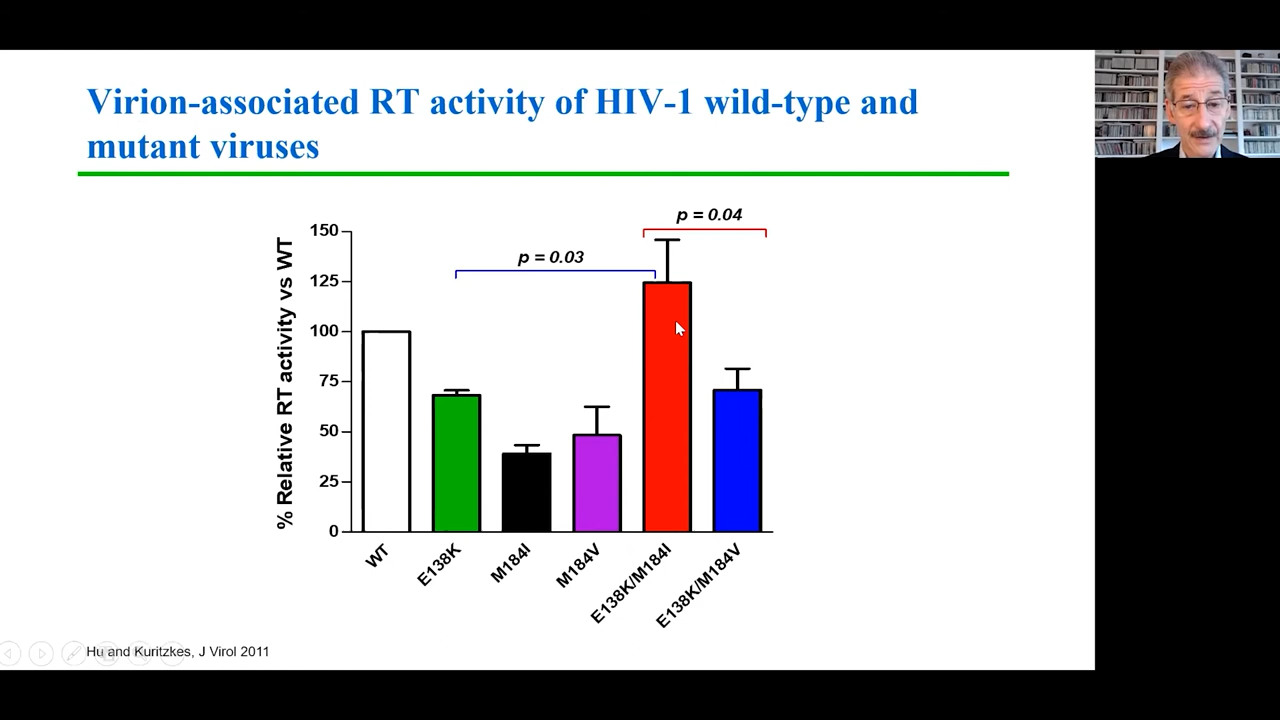 Virion-associated RT activity of HIV-1 wild-type and
mutant viruses
% Relative RT activity vs WT
150
125
100
75
50
25
0
p = 0.03
p = 0.04
WT
E138K
M184I
M184V
E138K/M184I
E138K/M184V
Hu and Kuritzkes, J Virol 2011